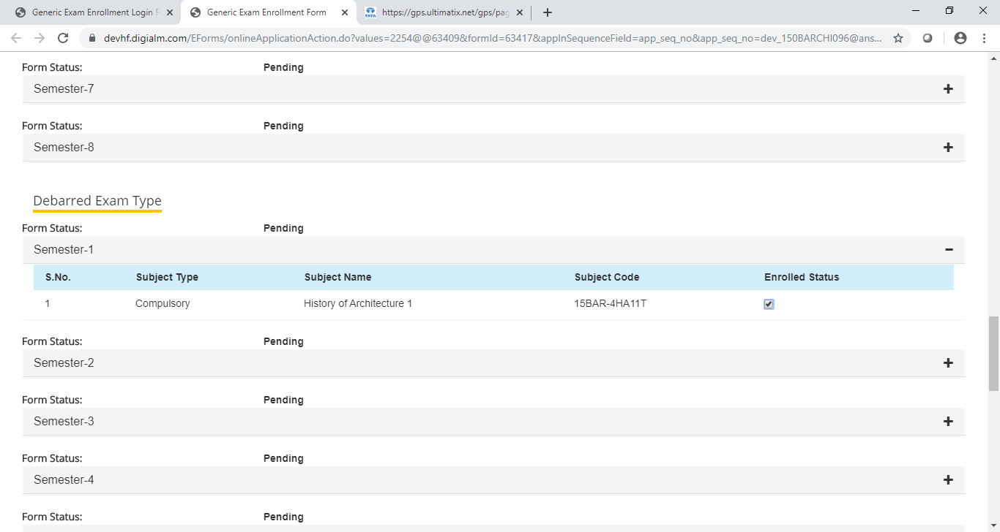 Generic Exam Enrollment Login F
Generic Exam Enrollment Form
TATA
https://gps.ultimatix.net/gps/pag
devhf.digialm.com/EForms/onlineApplicationAction.do?values=2254@@63409&formId=63417&appInSequenceField=app_seq_no&app_seq_no=dev_150BARCHI096@ans...
Form Status: Pending
Semester-7
Form Status: Pending
Semester-8
Debarred Exam Type
Form Status: Pending
Semester-1
S.No. Subject Type Subject Name Subject Code Enrolled Status
1 Compulsory History of Architecture 1 15BAR-4HA11T
Form Status: Pending
Semester-2
Form Status: Pending
Semester-3
Form Status: Pending
Semester-4
Form Status: Pending